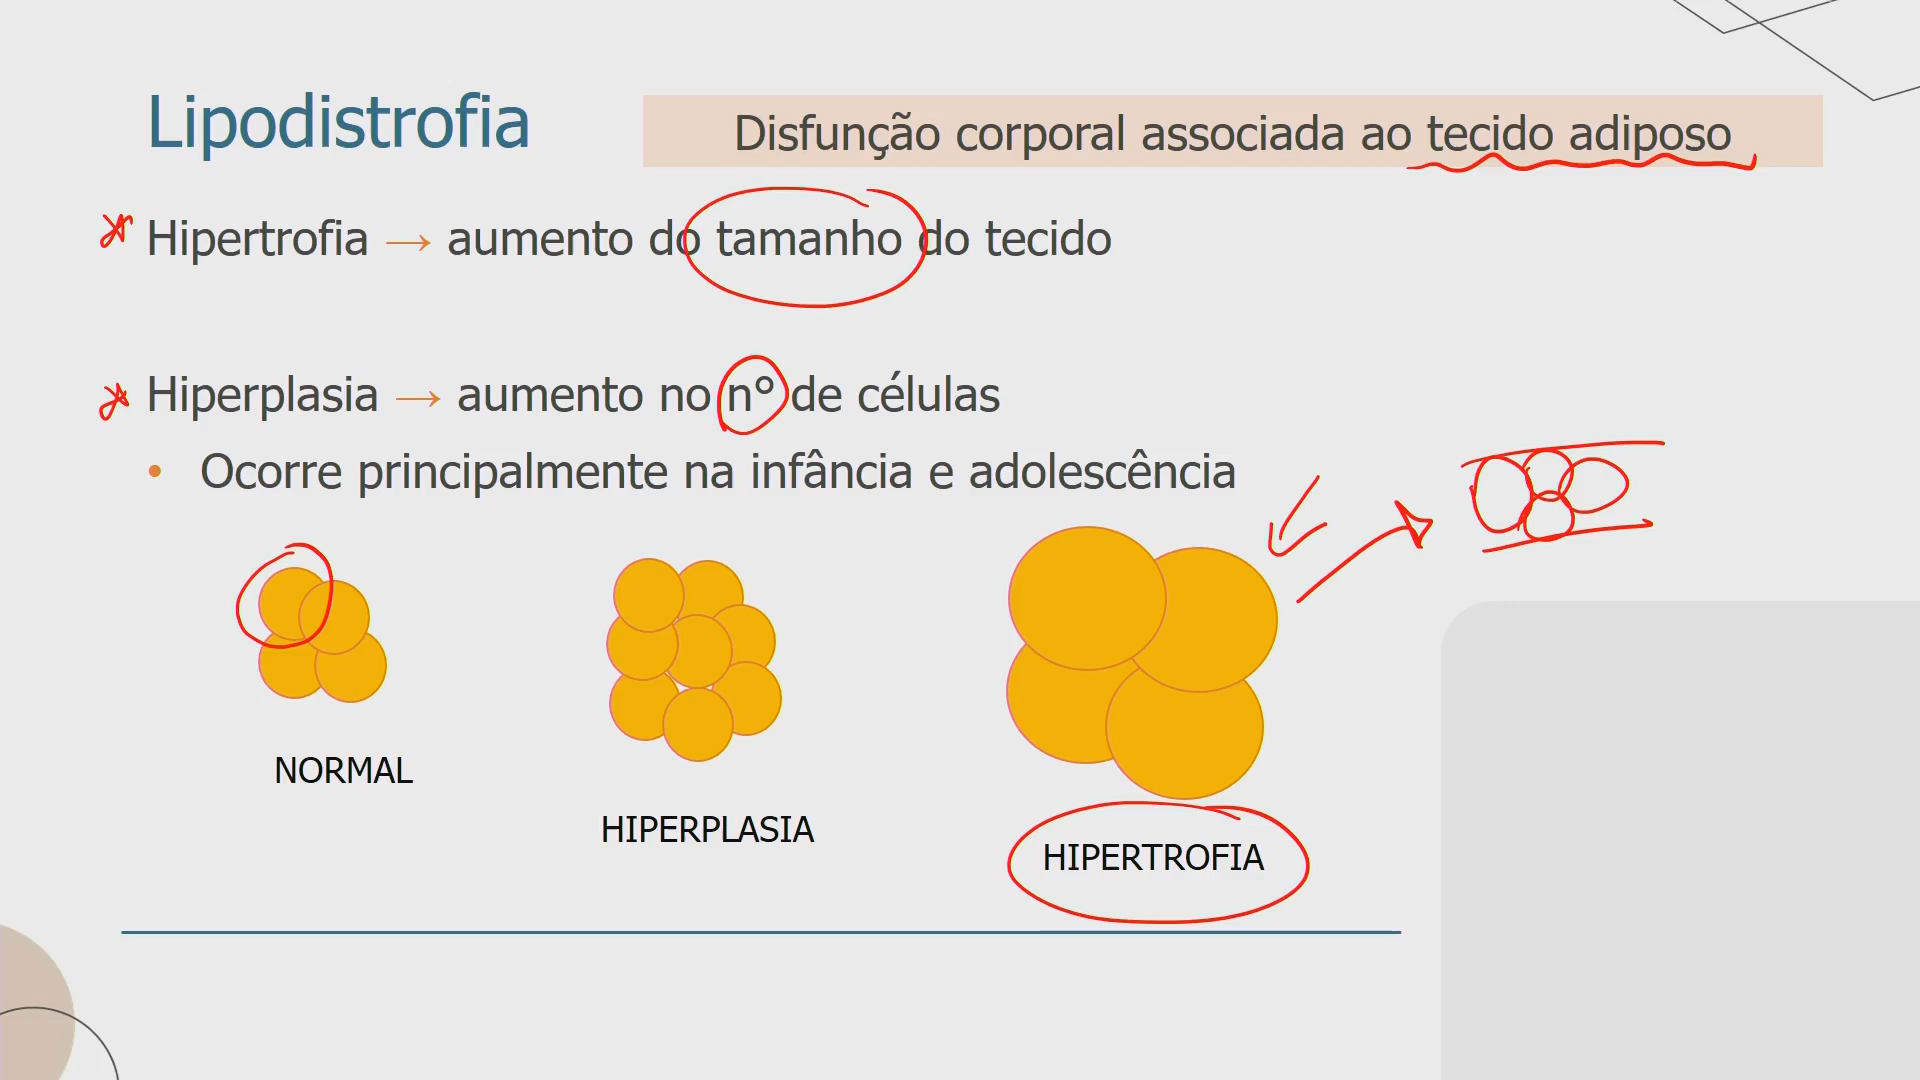 Lipodistrofia
Disfunção corporal associada ao tecido adiposo
Hipertrofia → aumento do tamanho do tecido
Hiperplasia → aumento no nº de células
• Ocorre principalmente na infância e adolescência
NORMAL
HIPERPLASIA
HIPERTROFIA